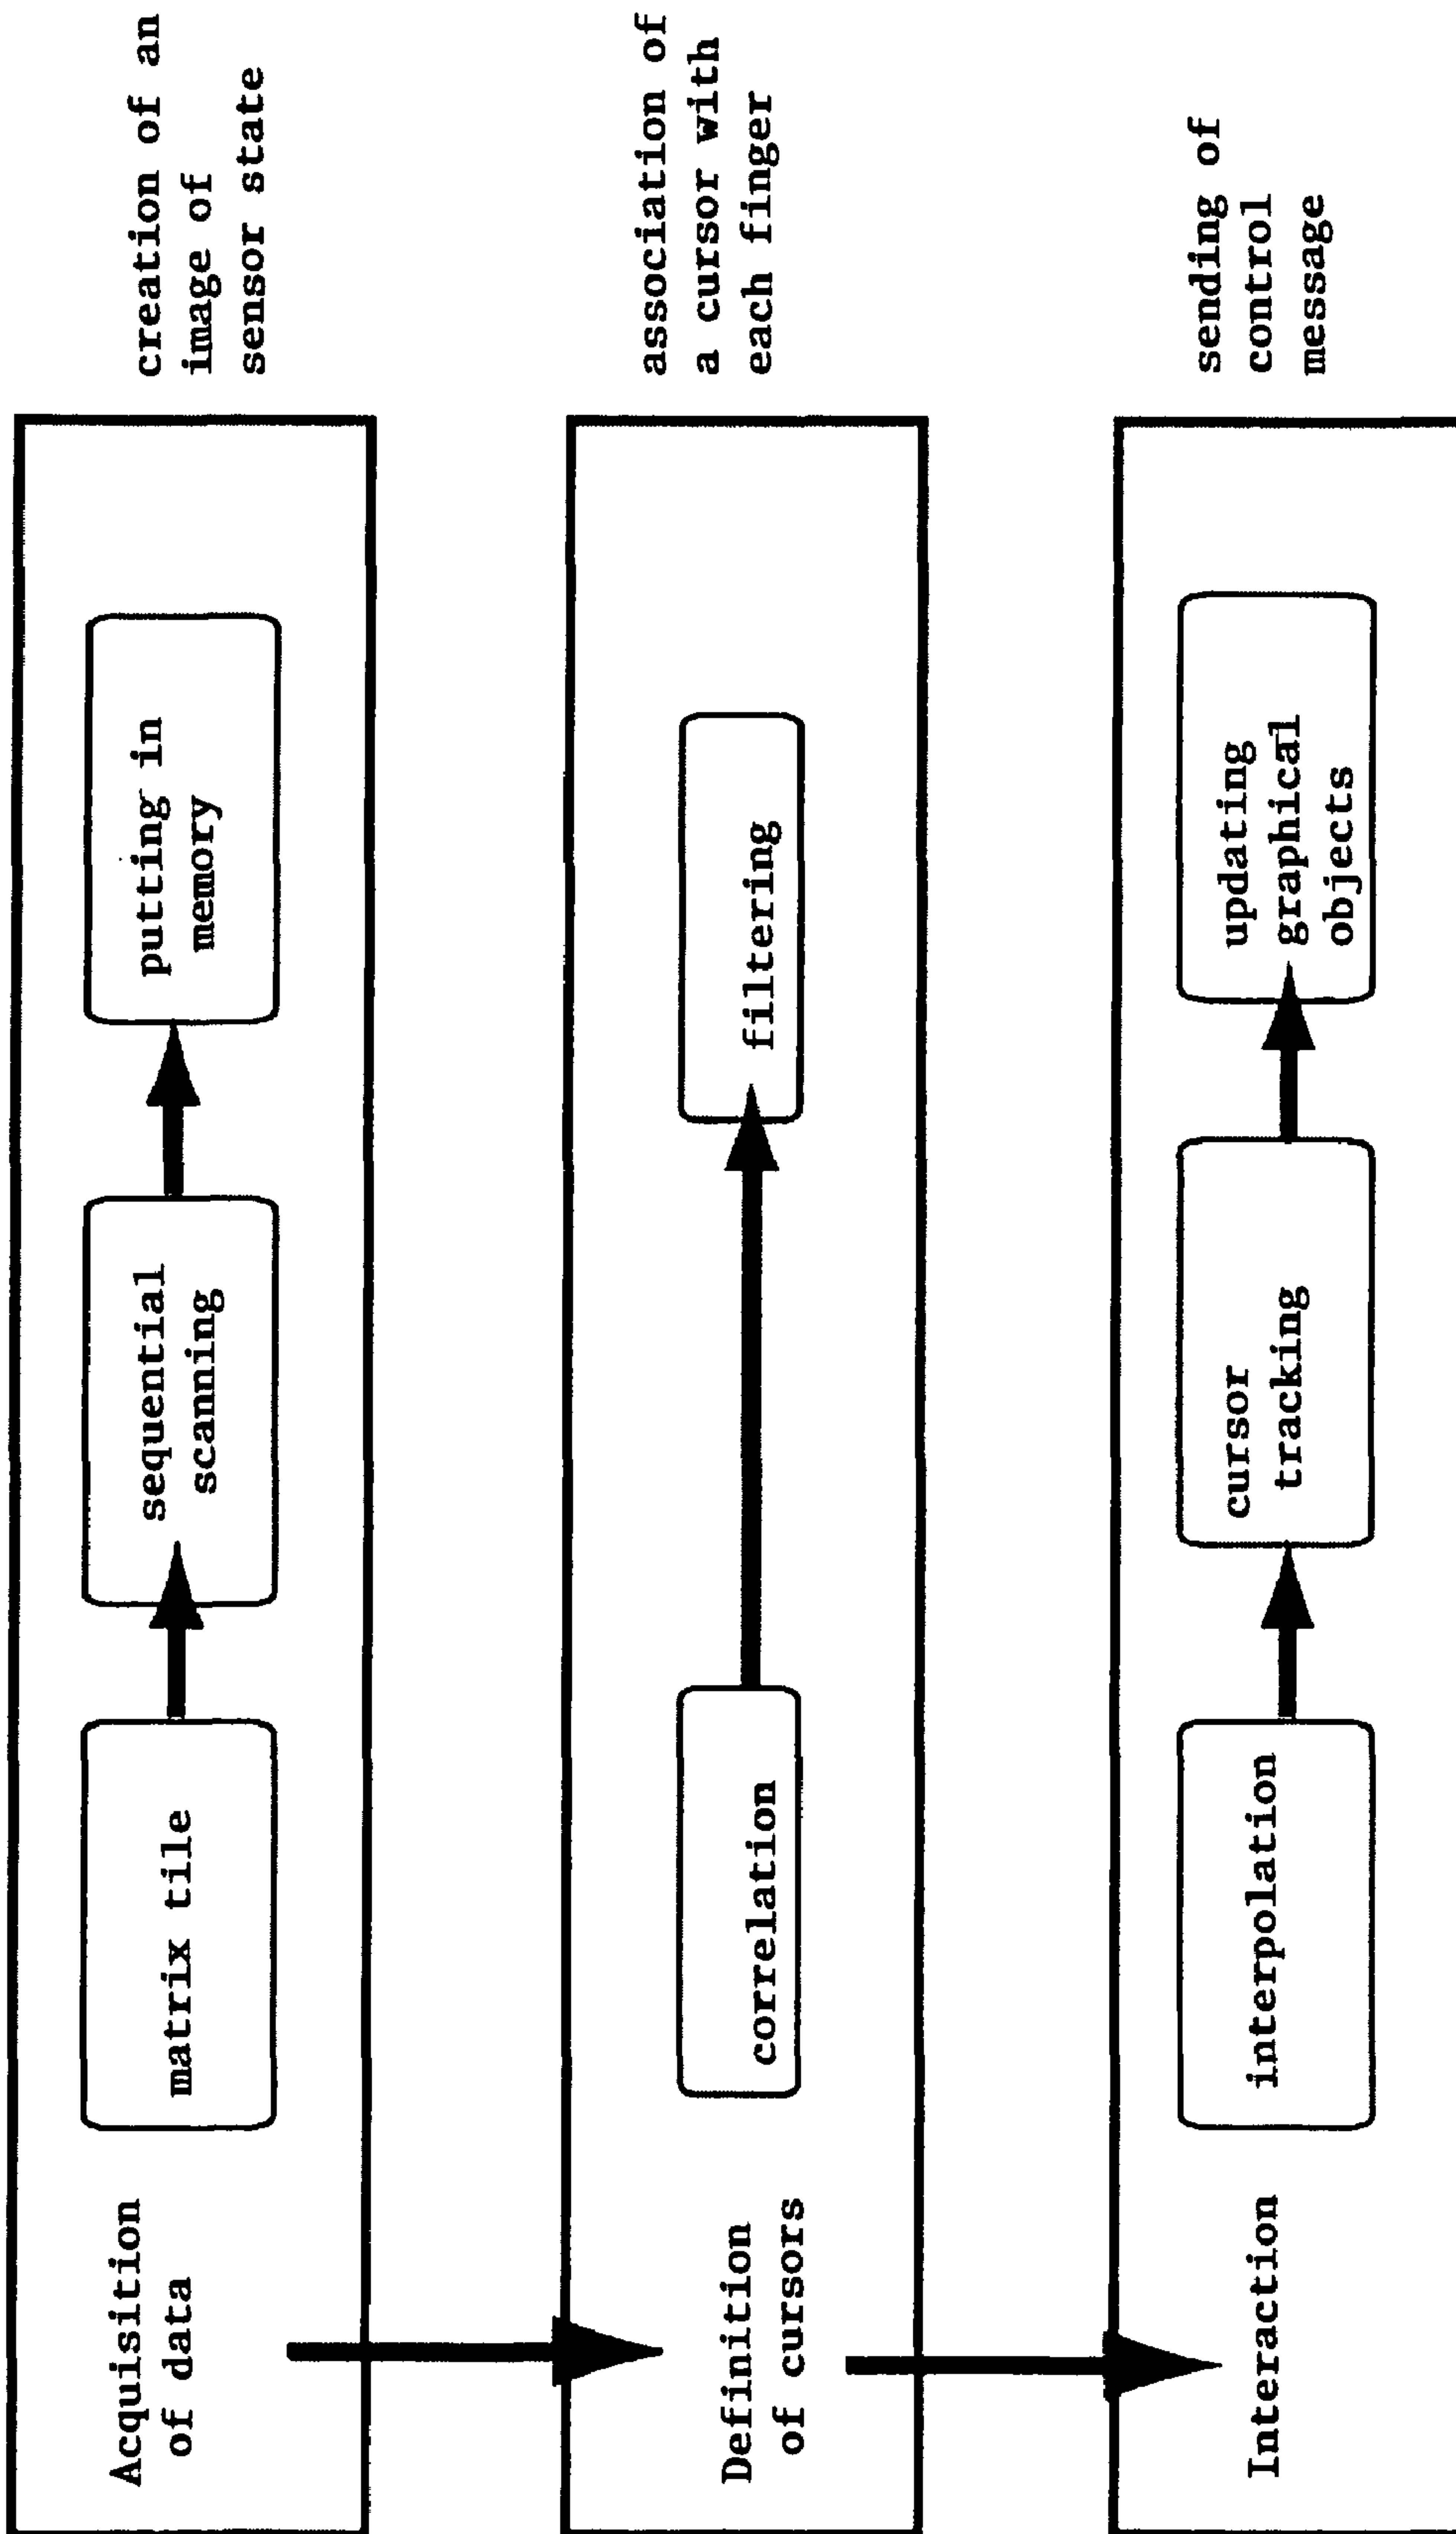 Acquisition
of data
matrix tile
sequential
scanning
putting in
memory
creation of an
image of
sensor state
Definition
of cursors
correlation
filtering
association of
a cursor with
each finger
Interaction
interpolation
cursor
tracking
updating
graphical
objects
sending of
control
message